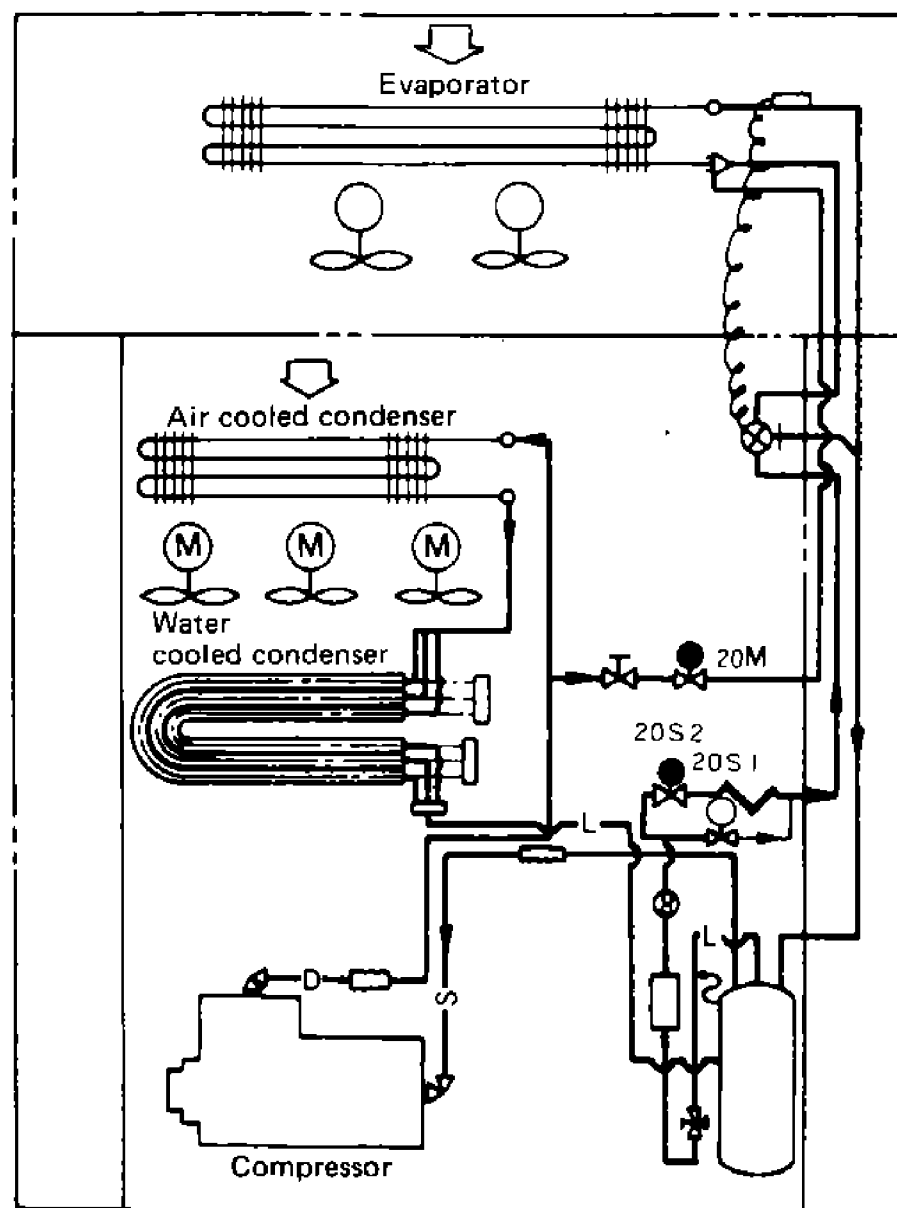 Evaporator
Air cooled condenser
M M M
Water
cooled condenser
20M
20S2
20S1
L
L
D
S
Compressor